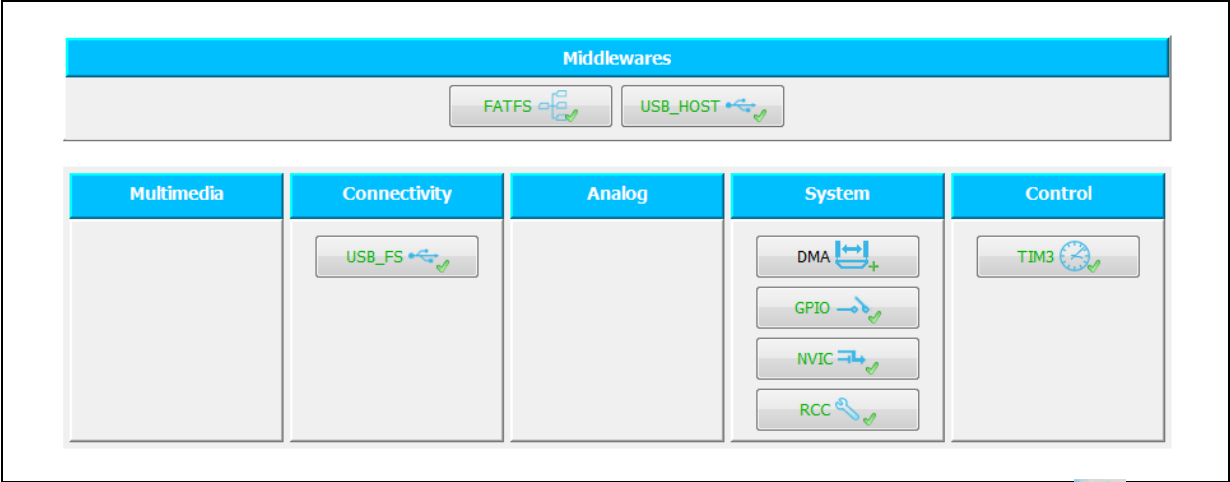 Middlewares
FATFS USB_HOST
Multimedia Connectivity Analog System Control
USB_FS DMA TIM3
GPIO
NVIC
RCC